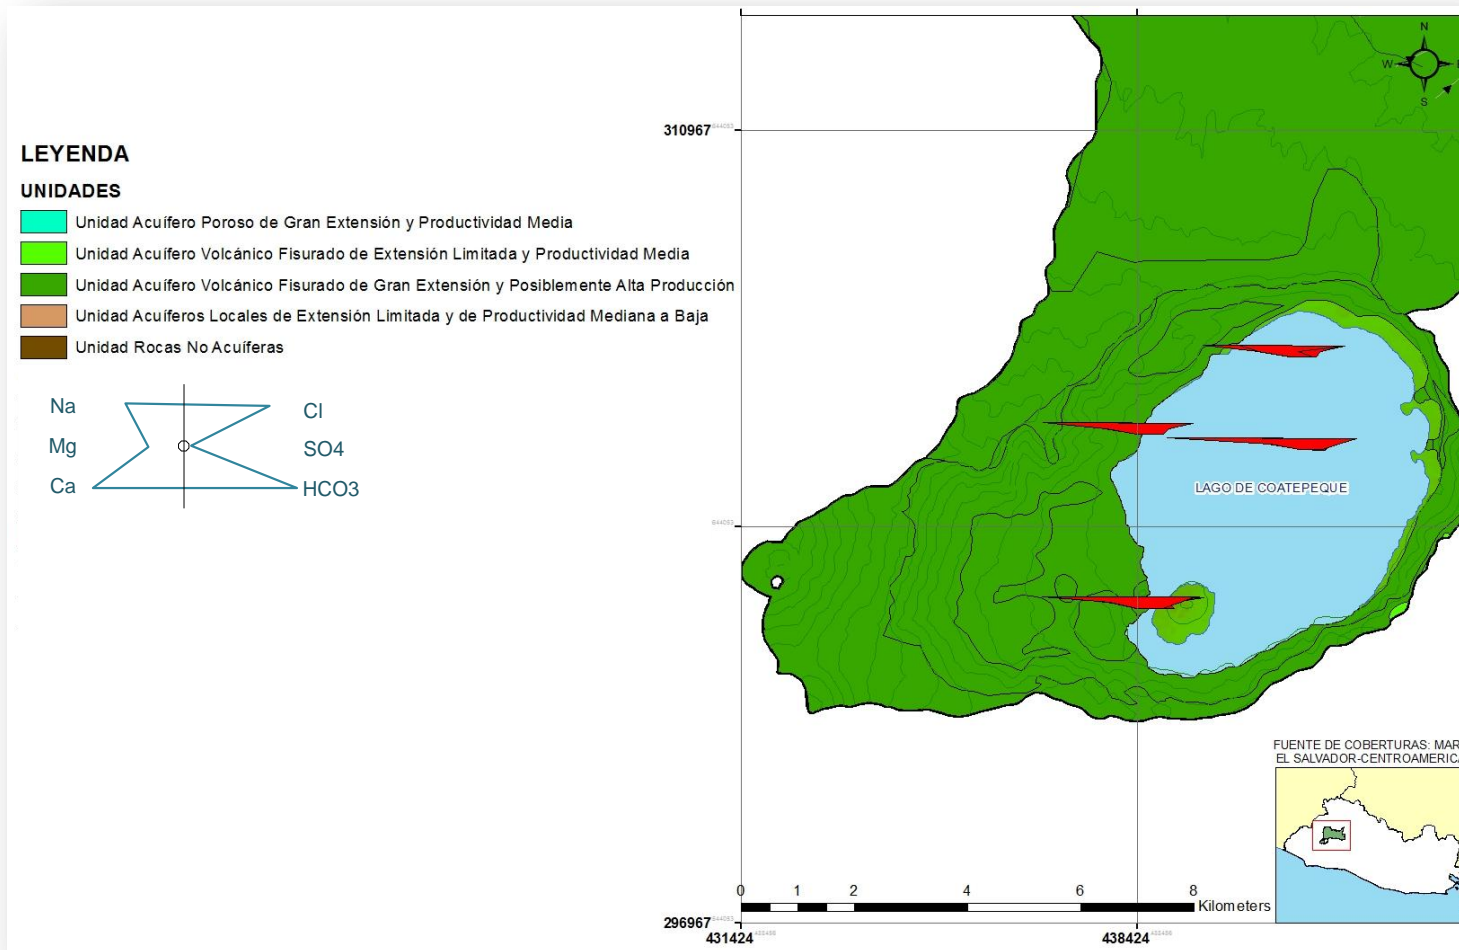 LEYENDA
UNIDADES
Unidad Acuífero Poroso de Gran Extensión y Productividad Media
Unidad Acuífero Volcánico Fisurado de Extensión Limitada y Productividad Media
Unidad Acuífero Volcánico Fisurado de Gran Extensión y Posiblemente Alta Producción
Unidad Acuíferos Locales de Extensión Limitada y de Productividad Mediana a Baja
Unidad Rocas No Acuíferas
Na
Cl
Mg
SO4
Ca
HCO3
N
W
S
310967
LAGO DE COATEPEQUE
FUENTE DE COBERTURAS: MAR
EL SALVADOR-CENTROAMERIC
0 1 2 4 6 8
Kilometers
296967
431424
438424